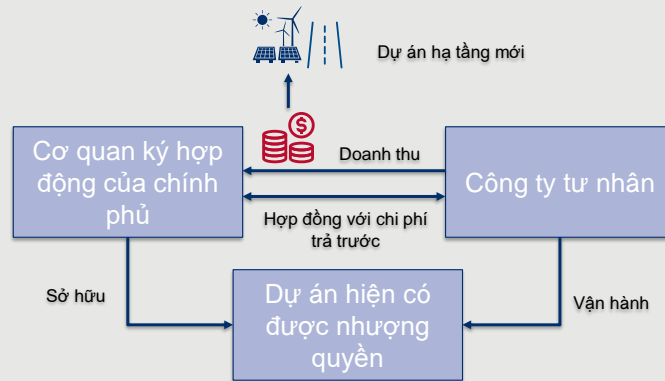 Dự án hạ tầng mới
$
Cơ quan ký hợp
động của chính
phủ
Doanh thu
Công ty tư nhân
Hợp đồng với chi phí
trả trước
Sở hữu
Dự án hiện có
được nhượng
quyền
Vận hành